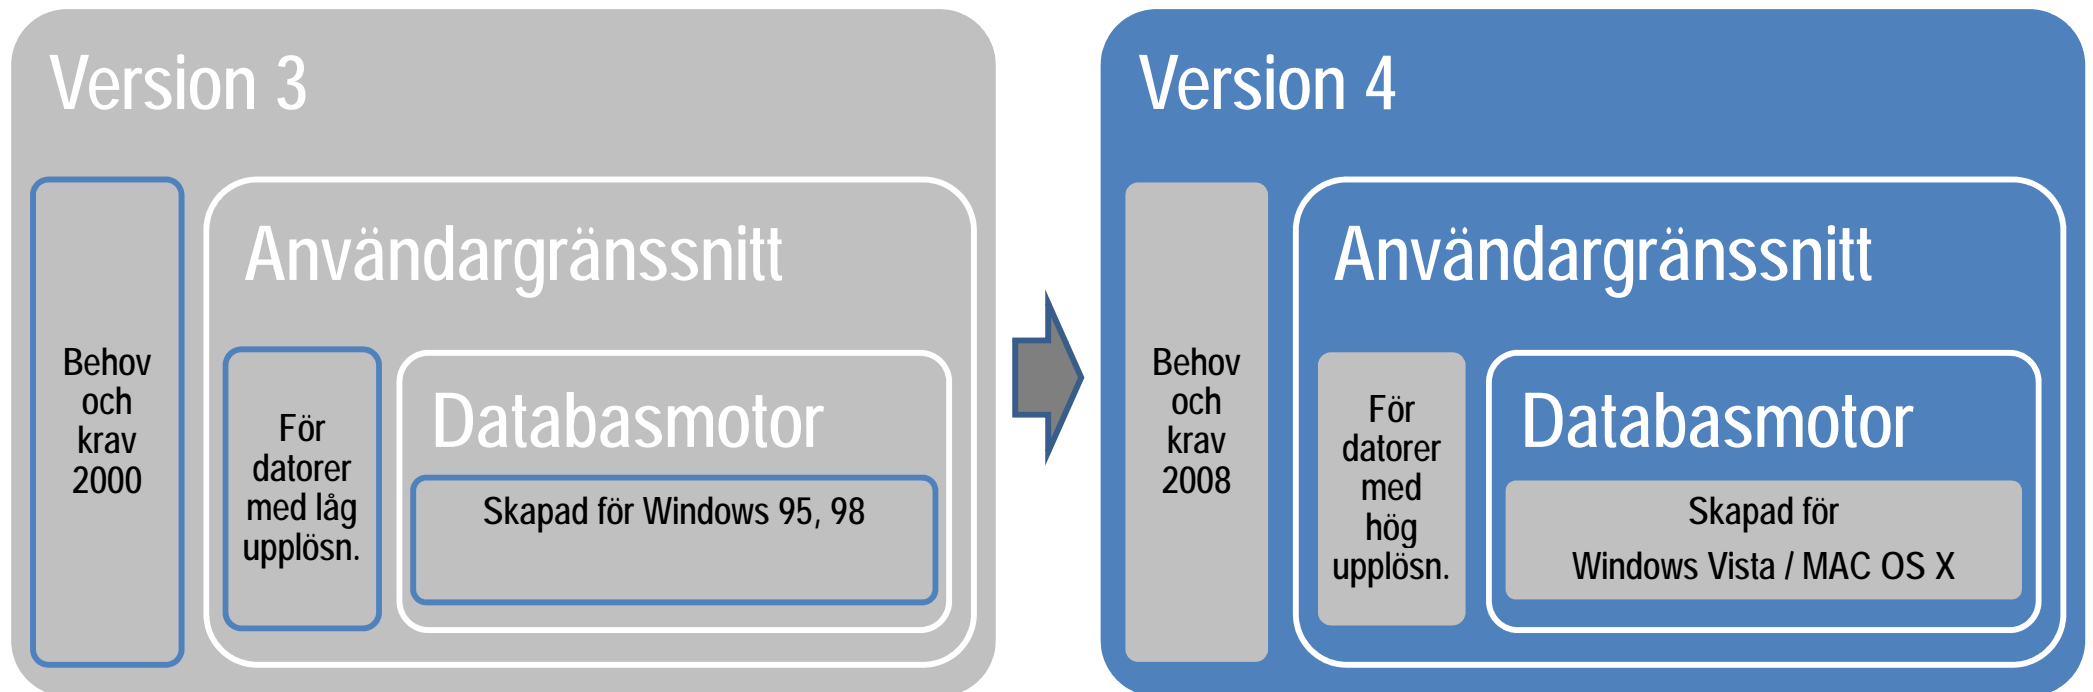 Version 3
Behov
och
krav
2000
Användargränssnitt
För
datorer
med låg
upplösn.
Databasmotor
Skapad för Windows 95, 98
Version 4
Behov
och
krav
2008
Användargränssnitt
För
datorer
med
hög
upplösn.
Databasmotor
Skapad för
Windows Vista / MAC OS X